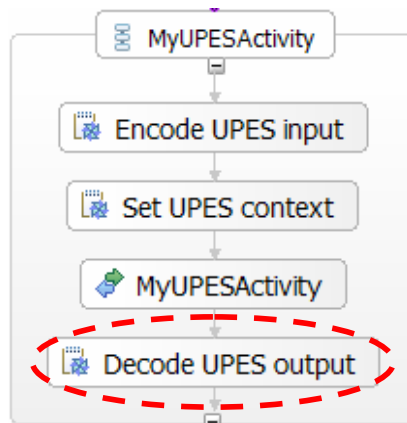 MyUPESActivity
Encode UPES input
Set UPES context
MyUPESActivity
Decode UPES output